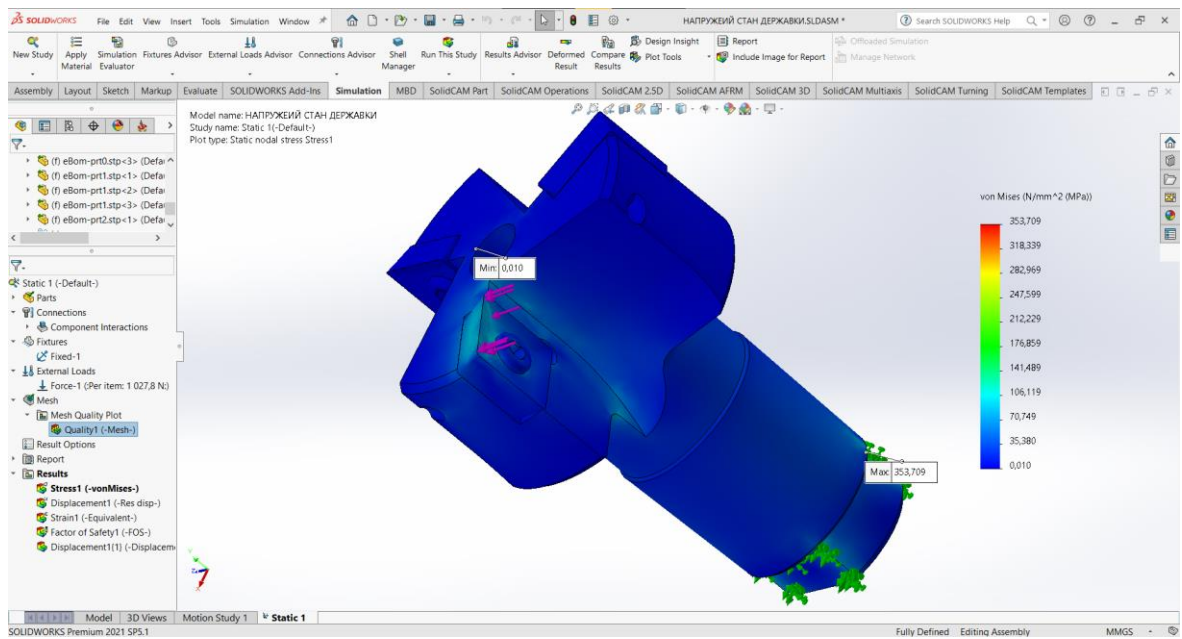 SOLIDWORKS File Edit View Insert Tools Simulation Window НАПРУЖЕИЙ СТАН ДЕРЖАВКИ.SLDASM * Search SOLIDWORKS Help
New Study
Apply Material
Simulation Evaluator
Fixtures Advisor
External Loads Advisor
Connections Advisor
Shell Manager
Run This Study
Results Advisor
Deformed Result
Compare Results
Design Insight
Plot Tools
Report
Include Image for Report
Offloaded Simulation
Manage Network
Assembly Layout Sketch Markup Evaluate SOLIDWORKS Add-Ins Simulation MBD SolidCAM Part SolidCAM Operations SolidCAM 2.5D SolidCAM AFRM SolidCAM 3D SolidCAM Multiaxis SolidCAM Turning SolidCAM Templates
(f) eBom-prt0.stp<3> (Defa
(f) eBom-prt1.stp<1> (Defa
(f) eBom-prt1.stp<2> (Defa
(f) eBom-prt1.stp<3> (Defa
(f) eBom-prt2.stp<1> (Defa
Static 1 (-Default-)
Parts
Connections
Component Interactions
Fixtures
Fixed-1
External Loads
Force-1 (:Per item: 1 027,8 N:)
Mesh
Mesh Quality Plot
Quality1 (-Mesh-)
Result Options
Report
Results
Stress1 (-vonMises-)
Displacement1 (-Res disp-)
Strain1 (-Equivalent-)
Factor of Safety1 (-FOS-)
Displacement1{1} (-Displacem
Model name: НАПРУЖЕИЙ СТАН ДЕРЖАВКИ
Study name: Static 1(-Default-)
Plot type: Static nodal stress Stress1
Min: 0,010
Max: 353,709
von Mises (N/mm^2 (MPa))
353,709
318,339
282,969
247,599
212,229
176,859
141,489
106,119
70,749
35,380
0,010
Model 3D Views Motion Study 1 Static 1
SOLIDWORKS Premium 2021 SP5.1 Fully Defined Editing Assembly MMGS